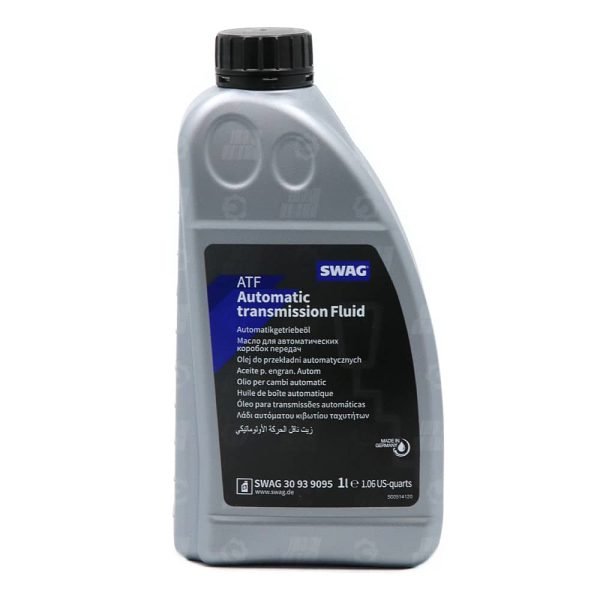 SWAG
ATF
Automatic
transmission Fluid
Automatikgetriebeöl
Масло для автоматических
коробок передач
Olej do przekładni automatycznych
Aceite p. engran. Autom
Olio per cambi automatic
Huile de boîte automatique
Óleo para transmissões automáticas
Λάδι αυτόματου κιβωτίου ταχυτήτων
زيت ناقل الحركة الأوتوماتيكي
MADE IN
GERMANY
SWAG 30 93 9095 1l e 1.06 US-quarts
www.swag.de
500514120